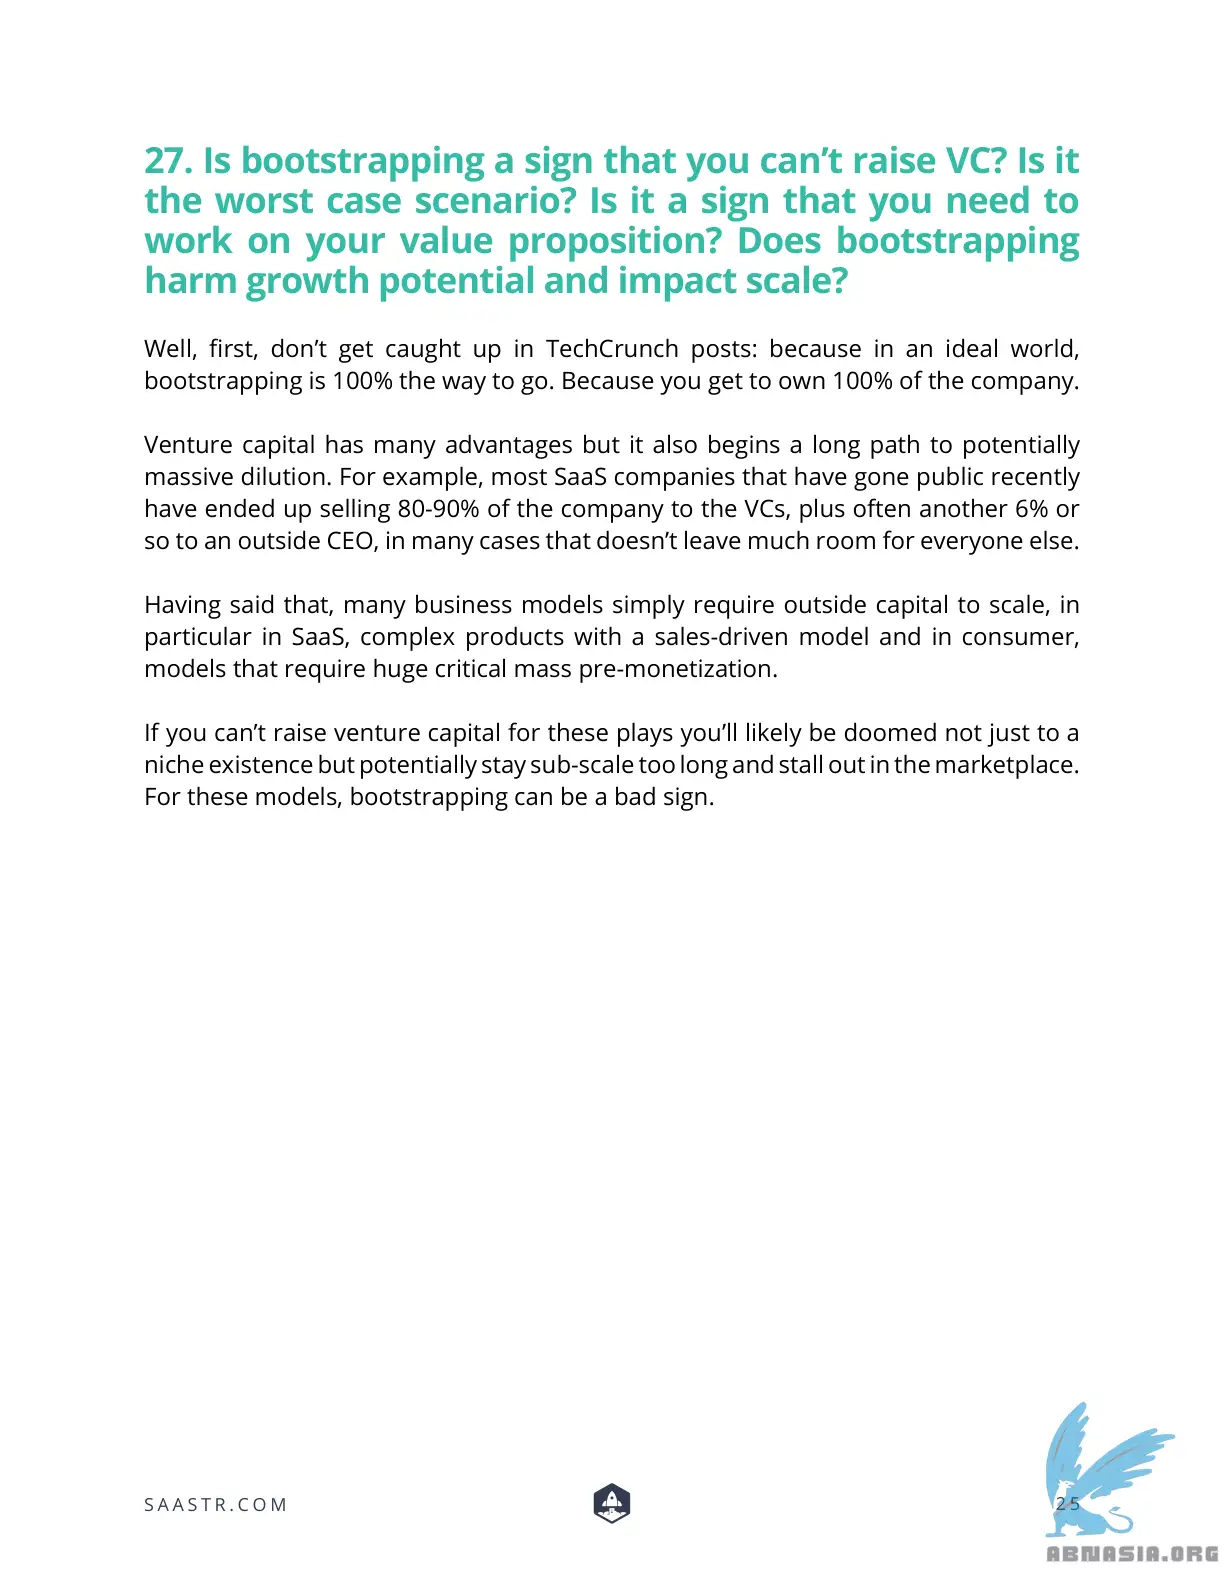 27. Is bootstrapping a sign that you can’t raise VC? Is it
the worst case scenario? Is it a sign that you need to
work on your value proposition? Does bootstrapping
harm growth potential and impact scale?
Well, first, don’t get caught up in TechCrunch posts: because in an ideal world,
bootstrapping is 100% the way to go. Because you get to own 100% of the company.
Venture capital has many advantages but it also begins a long path to potentially
massive dilution. For example, most SaaS companies that have gone public recently
have ended up selling 80-90% of the company to the VCs, plus often another 6% or
so to an outside CEO, in many cases that doesn’t leave much room for everyone else.
Having said that, many business models simply require outside capital to scale, in
particular in SaaS, complex products with a sales-driven model and in consumer,
models that require huge critical mass pre-monetization.
If you can’t raise venture capital for these plays you’ll likely be doomed not just to a
niche existence but potentially stay sub-scale too long and stall out in the marketplace.
For these models, bootstrapping can be a bad sign.
SAASTR.COM
25
ABNASIA.ORG